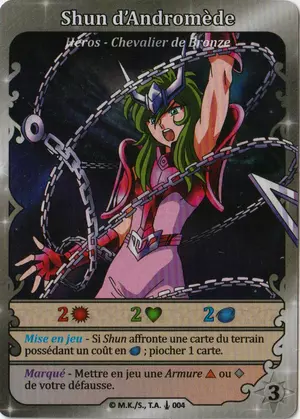 Shun d'Andromède
Héros - Chevalier de Bronze
2 2 2
Mise en jeu - Si Shun affronte une carte du terrain
possédant un coût en ; piocher 1 carte.
Marqué - Mettre en jeu une Armure ou
de votre défausse.
3
© M.K./S., T.A. 004